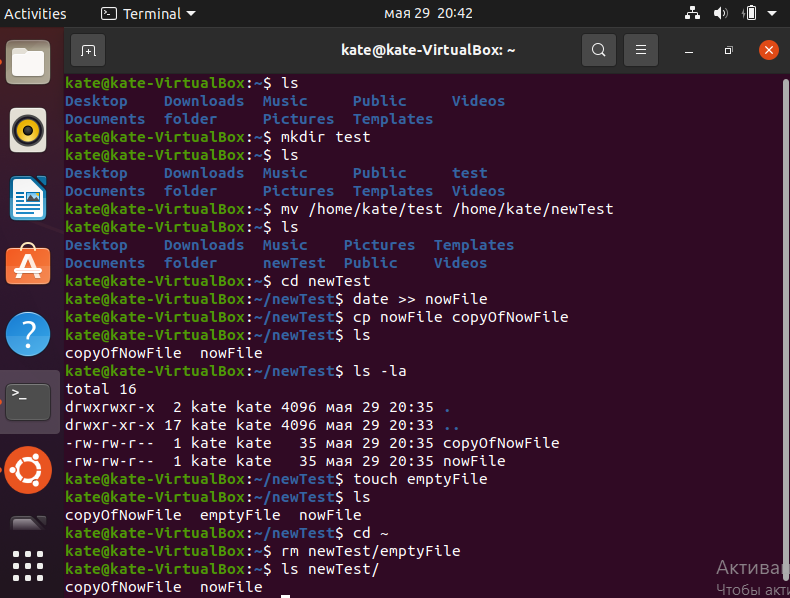 Activities Terminal мая 29 20:42
kate@kate-VirtualBox: ~
kate@kate-VirtualBox:~$ ls
Desktop Downloads Music Public Videos
Documents folder Pictures Templates
kate@kate-VirtualBox:~$ mkdir test
kate@kate-VirtualBox:~$ ls
Desktop Downloads Music Public test
Documents folder Pictures Templates Videos
kate@kate-VirtualBox:~$ mv /home/kate/test /home/kate/newTest
kate@kate-VirtualBox:~$ ls
Desktop Downloads Music Pictures Templates
Documents folder newTest Public Videos
kate@kate-VirtualBox:~$ cd newTest
kate@kate-VirtualBox:~/newTest$ date >> nowFile
kate@kate-VirtualBox:~/newTest$ cp nowFile copyOfNowFile
kate@kate-VirtualBox:~/newTest$ ls
copyOfNowFile nowFile
kate@kate-VirtualBox:~/newTest$ ls -la
total 16
drwxrwxr-x 2 kate kate 4096 мая 29 20:35 .
drwxr-xr-x 17 kate kate 4096 мая 29 20:33 ..
-rw-rw-r-- 1 kate kate 35 мая 29 20:35 copyOfNowFile
-rw-rw-r-- 1 kate kate 35 мая 29 20:35 nowFile
kate@kate-VirtualBox:~/newTest$ touch emptyFile
kate@kate-VirtualBox:~/newTest$ ls
copyOfNowFile emptyFile nowFile
kate@kate-VirtualBox:~/newTest$ cd ~
kate@kate-VirtualBox:~$ rm newTest/emptyFile
kate@kate-VirtualBox:~$ ls newTest/
copyOfNowFile nowFile
Активац
Чтобы акти